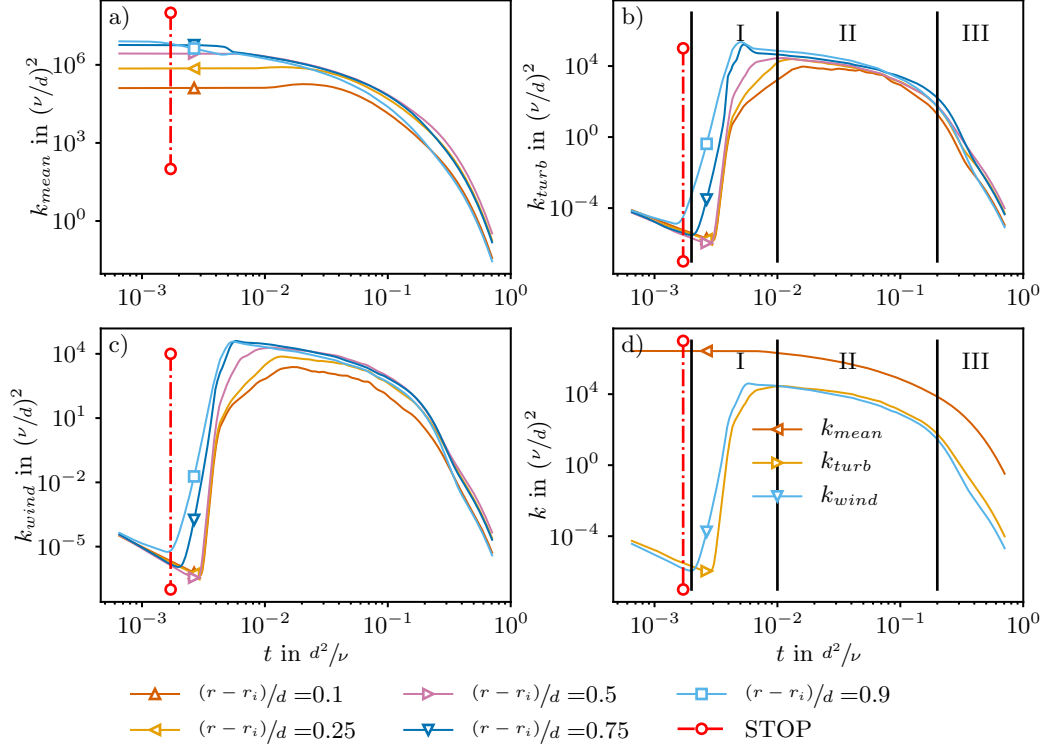 a)
k_mean in (ν/d)^2
10^6
10^3
10^0
10^−3
10^−2
10^−1
10^0
b)
I
II
III
k_turb in (ν/d)^2
10^4
10^0
10^−4
10^−3
10^−2
10^−1
10^0
c)
k_wind in (ν/d)^2
10^4
10^1
10^−2
10^−5
10^−3
10^−2
10^−1
10^0
t in d^2/ν
d)
I
II
III
k in (ν/d)^2
10^4
10^0
10^−4
k_mean
k_turb
k_wind
10^−3
10^−2
10^−1
10^0
t in d^2/ν
(r − r_i)/d =0.1
(r − r_i)/d =0.5
(r − r_i)/d =0.9
(r − r_i)/d =0.25
(r − r_i)/d =0.75
STOP